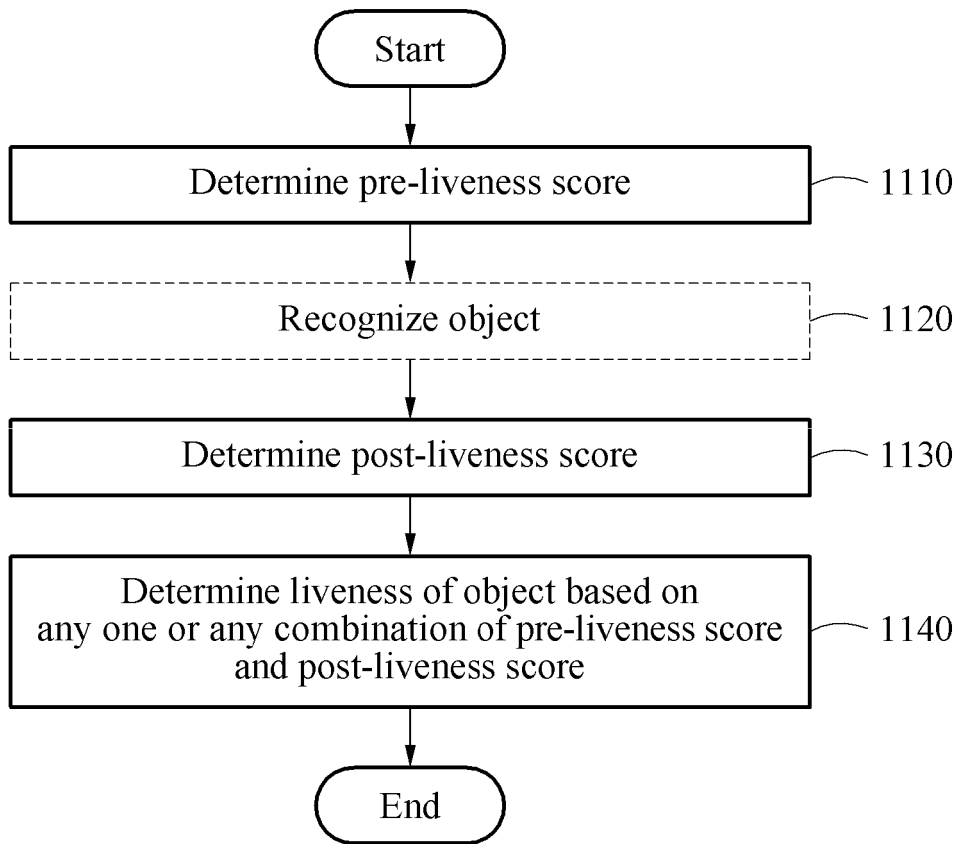 Start
Determine pre-liveness score
1110
Recognize object
1120
Determine post-liveness score
1130
Determine liveness of object based on
any one or any combination of pre-liveness score
and post-liveness score
1140
End